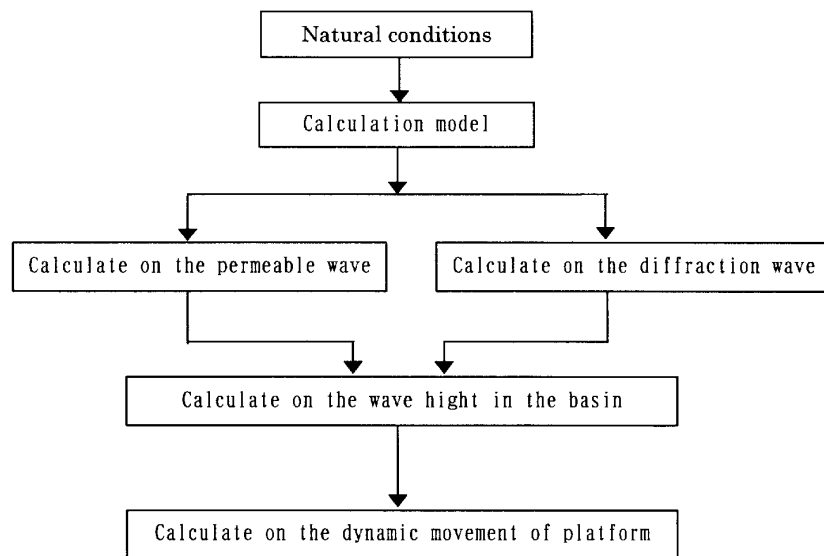 Natural conditions
Calculation model
Calculate on the permeable wave
Calculate on the diffraction wave
Calculate on the wave hight in the basin
Calculate on the dynamic movement of platform